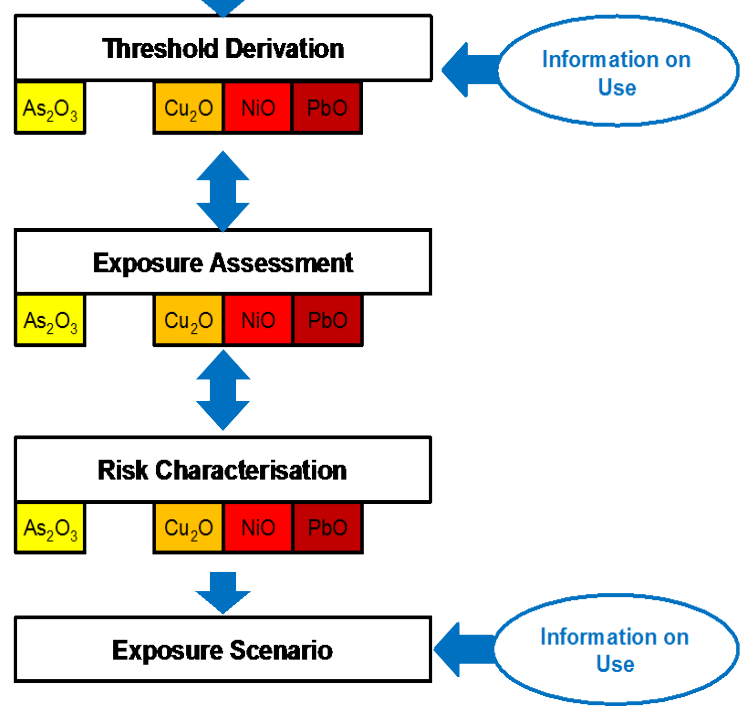 Threshold Derivation
Information on
Use
As₂O₃ Cu₂O NiO PbO
Exposure Assessment
As₂O₃ Cu₂O NiO PbO
Risk Characterisation
As₂O₃ Cu₂O NiO PbO
Exposure Scenario
Information on
Use